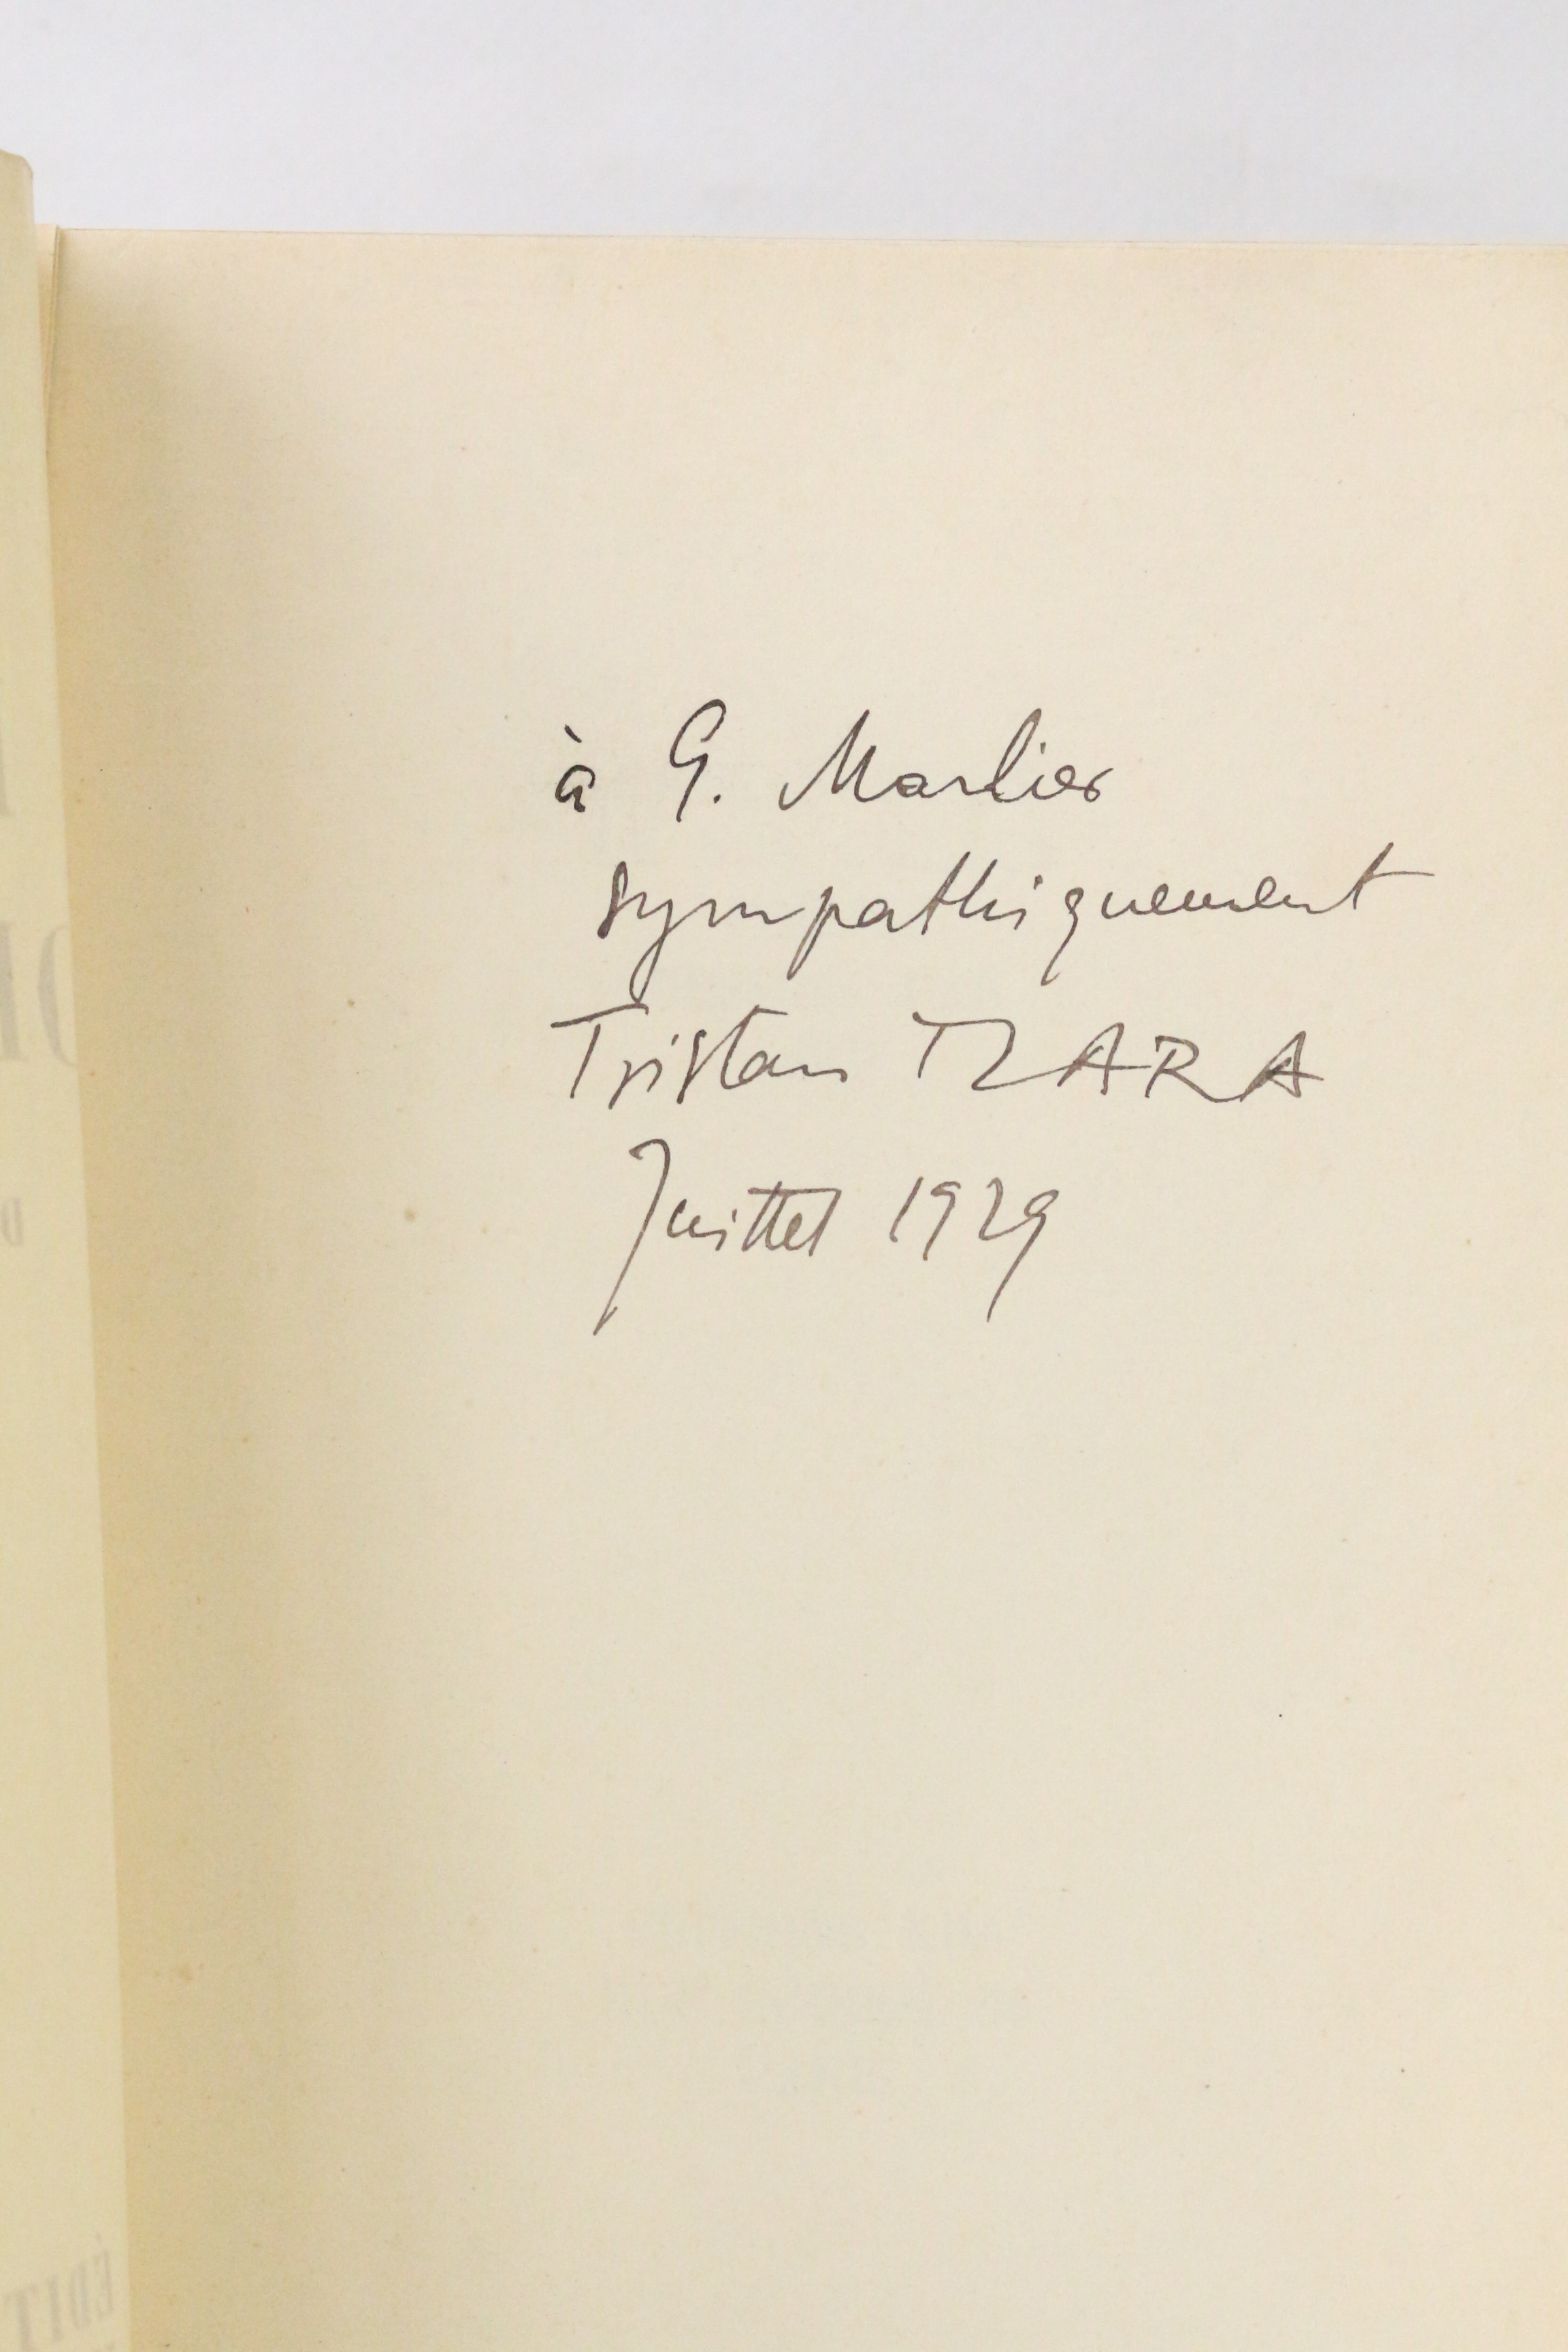 à G. Marlier
sympathiquement
Tristan TZARA
Juillet 1929